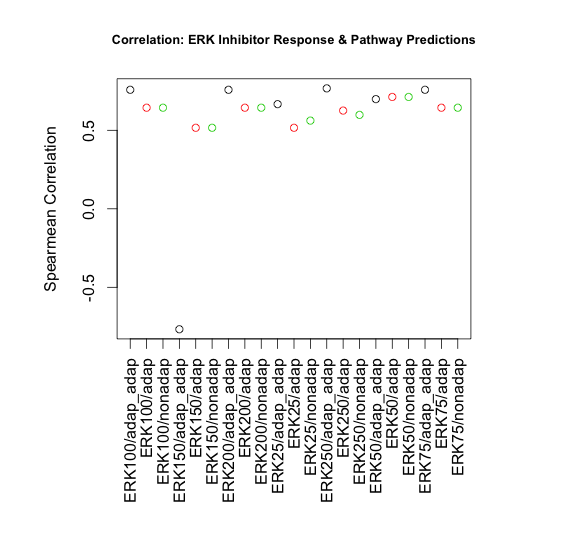 Correlation: ERK Inhibitor Response & Pathway Predictions
Spearmean Correlation
0.5
0.0
-0.5
ERK100/adap_adap
ERK100/adap
ERK100/nonadap
ERK150/adap_adap
ERK150/adap
ERK150/nonadap
ERK200/adap_adap
ERK200/adap
ERK200/nonadap
ERK25/adap_adap
ERK25/adap
ERK25/nonadap
ERK250/adap_adap
ERK250/adap
ERK250/nonadap
ERK50/adap_adap
ERK50/adap
ERK50/nonadap
ERK75/adap_adap
ERK75/adap
ERK75/nonadap